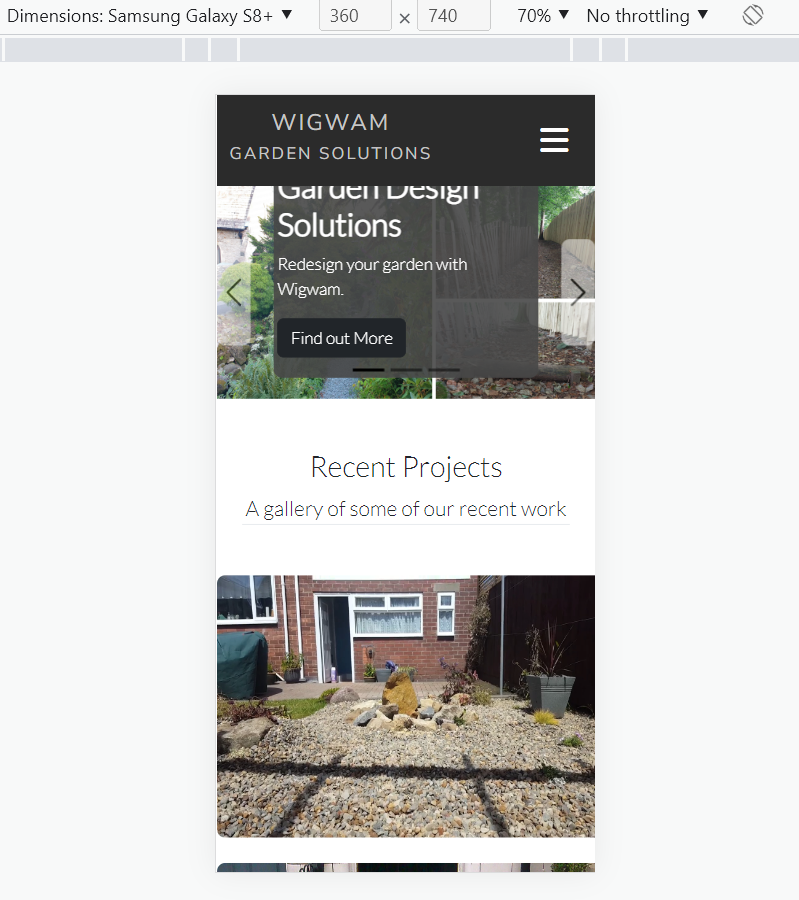 Dimensions: Samsung Galaxy S8+ ▼ 360 × 740 70% ▼ No throttling ▼
WIGWAM
GARDEN SOLUTIONS
Garden Design
Solutions
Redesign your garden with
Wigwam.
Find out More
Recent Projects
A gallery of some of our recent work